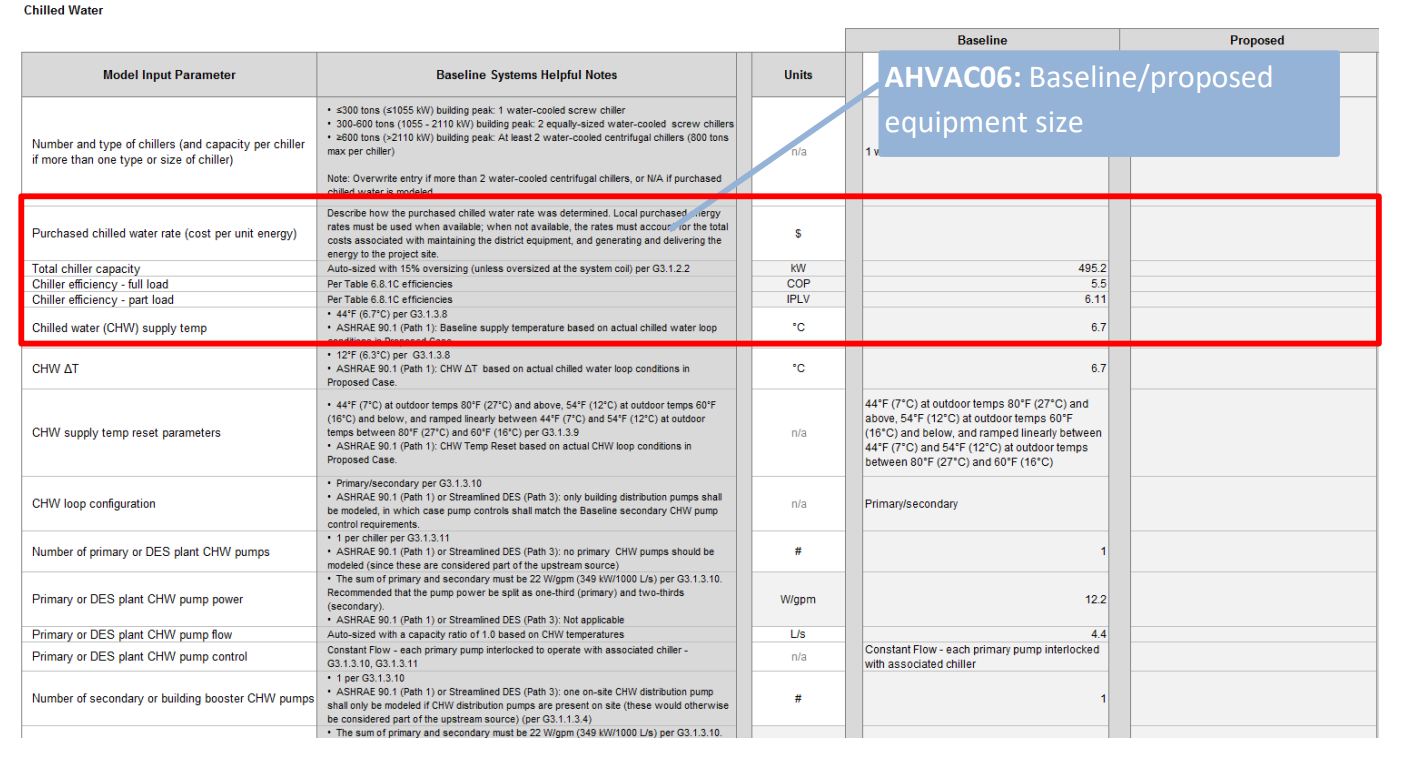 Chilled Water
Baseline
Proposed
Model Input Parameter
Baseline Systems Helpful Notes
Units
AHVAC06: Baseline/proposed
equipment size
Number and type of chillers (and capacity per chiller
if more than one type or size of chiller)
• ≤300 tons (≤1055 kW) building peak: 1 water-cooled screw chiller
• 300-600 tons (1055 - 2110 kW) building peak: 2 equally-sized water-cooled screw chillers
• ≥600 tons (>2110 kW) building peak: At least 2 water-cooled centrifugal chillers (800 tons
max per chiller)
Note: Overwrite entry if more than 2 water-cooled centrifugal chillers, or N/A if purchased
chilled water is modeled
n/a
1
Purchased chilled water rate (cost per unit energy)
Describe how the purchased chilled water rate was determined. Local purchased energy
rates must be used when available; when not available, the rates must account for the total
costs associated with maintaining the district equipment, and generating and delivering the
energy to the project site.
$
Total chiller capacity
Auto-sized with 15% oversizing (unless oversized at the system coil) per G3.1.2.2
kW
495.2
Chiller efficiency - full load
Per Table 6.8.1C efficiencies
COP
5.5
Chiller efficiency - part load
Per Table 6.8.1C efficiencies
IPLV
6.11
Chilled water (CHW) supply temp
• 44°F (6.7°C) per G3.1.3.8
• ASHRAE 90.1 (Path 1): Baseline supply temperature based on actual chilled water loop
conditions in Proposed Case
°C
6.7
CHW ΔT
• 12°F (6.3°C) per G3.1.3.8
• ASHRAE 90.1 (Path 1): CHW ΔT based on actual chilled water loop conditions in
Proposed Case.
°C
6.7
CHW supply temp reset parameters
• 44°F (7°C) at outdoor temps 80°F (27°C) and above, 54°F (12°C) at outdoor temps 60°F
(16°C) and below, and ramped linearly between 44°F (7°C) and 54°F (12°C) at outdoor
temps between 80°F (27°C) and 60°F (16°C) per G3.1.3.9
• ASHRAE 90.1 (Path 1): CHW Temp Reset based on actual CHW loop conditions in
Proposed Case.
n/a
44°F (7°C) at outdoor temps 80°F (27°C) and
above, 54°F (12°C) at outdoor temps 60°F
(16°C) and below, and ramped linearly between
44°F (7°C) and 54°F (12°C) at outdoor temps
between 80°F (27°C) and 60°F (16°C)
CHW loop configuration
• Primary/secondary per G3.1.3.10
• ASHRAE 90.1 (Path 1) or Streamlined DES (Path 3): only building distribution pumps shall
be modeled, in which case pump controls shall match the Baseline secondary CHW pump
control requirements.
n/a
Primary/secondary
Number of primary or DES plant CHW pumps
• 1 per chiller per G3.1.3.11
• ASHRAE 90.1 (Path 1) or Streamlined DES (Path 3): no primary CHW pumps should be
modeled (since these are considered part of the upstream source)
#
1
Primary or DES plant CHW pump power
• The sum of primary and secondary must be 22 W/gpm (349 kW/1000 L/s) per G3.1.3.10.
Recommended that the pump power be split as one-third (primary) and two-thirds
(secondary).
• ASHRAE 90.1 (Path 1) or Streamlined DES (Path 3): Not applicable
W/gpm
12.2
Primary or DES plant CHW pump flow
Auto-sized with a capacity ratio of 1.0 based on CHW temperatures
L/s
4.4
Primary or DES plant CHW pump control
Constant Flow - each primary pump interlocked to operate with associated chiller -
G3.1.3.10, G3.1.3.11
n/a
Constant Flow - each primary pump interlocked
with associated chiller
Number of secondary or building booster CHW pumps
• 1 per G3.1.3.10
• ASHRAE 90.1 (Path 1) or Streamlined DES (Path 3): one on-site CHW distribution pump
shall only be modeled if CHW distribution pumps are present on site (these would otherwise
be considered part of the upstream source) (per G3.1.1.3.4)
#
1
• The sum of primary and secondary must be 22 W/gpm (349 kW/1000 L/s) per G3.1.3.10.